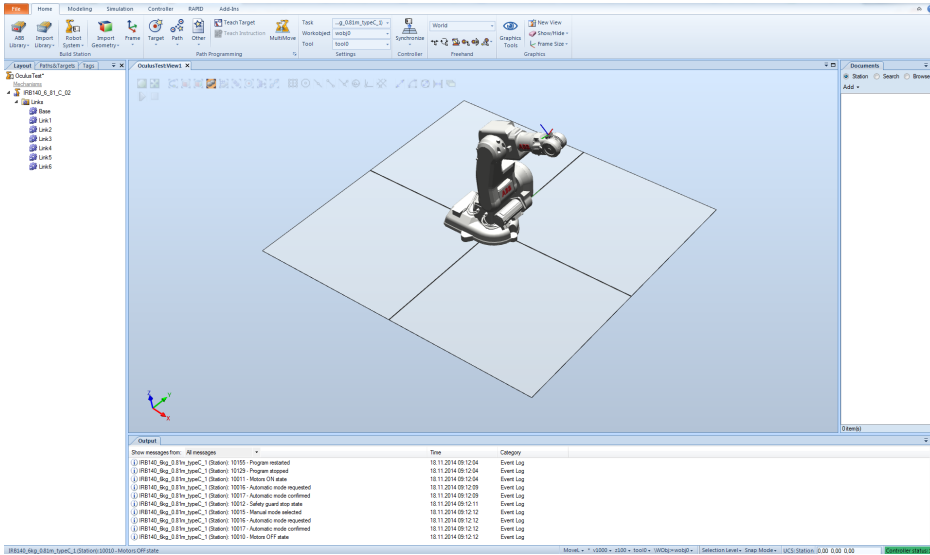 File Home Modeling Simulation Controller RAPID Add-Ins
ABB Library Import Library Robot System Import Geometry Frame
Build Station
Target Path Other Teach Target Teach Instruction MultiMove
Path Programming
Task ..g_0.81m_typeC_1)
Workobject wobj0
Tool tool0
Settings
Synchronize
Controller
World
Freehand
Graphics Tools
New View
Show/Hide
Frame Size
Graphics
Layout Paths&Targets Tags
OculusTest*
Mechanisms
IRB140_6_81_C_02
Links
Base
Link1
Link2
Link3
Link4
Link5
Link6
OculusTest:View1
ABB
ABB
Z Y
X
Documents
Station Search Browse
Add
0 item(s)
Output
Show messages from: All messages Time Category
IRB140_6kg_0.81m_typeC_1 (Station): 10155 - Program restarted 18.11.2014 09:12:04 Event Log
IRB140_6kg_0.81m_typeC_1 (Station): 10129 - Program stopped 18.11.2014 09:12:04 Event Log
IRB140_6kg_0.81m_typeC_1 (Station): 10011 - Motors ON state 18.11.2014 09:12:04 Event Log
IRB140_6kg_0.81m_typeC_1 (Station): 10016 - Automatic mode requested 18.11.2014 09:12:09 Event Log
IRB140_6kg_0.81m_typeC_1 (Station): 10017 - Automatic mode confirmed 18.11.2014 09:12:09 Event Log
IRB140_6kg_0.81m_typeC_1 (Station): 10012 - Safety guard stop state 18.11.2014 09:12:11 Event Log
IRB140_6kg_0.81m_typeC_1 (Station): 10015 - Manual mode selected 18.11.2014 09:12:12 Event Log
IRB140_6kg_0.81m_typeC_1 (Station): 10016 - Automatic mode requested 18.11.2014 09:12:12 Event Log
IRB140_6kg_0.81m_typeC_1 (Station): 10017 - Automatic mode confirmed 18.11.2014 09:12:12 Event Log
IRB140_6kg_0.81m_typeC_1 (Station): 10010 - Motors OFF state 18.11.2014 09:12:12 Event Log
IRB140_6kg_0.81m_typeC_1 (Station):10010 - Motors OFF state MoveL * v1000 z100 tool0 \WObj:=wobj0 Selection Level Snap Mode UCS: Station 0.00 0.00 0.00 Controller status: